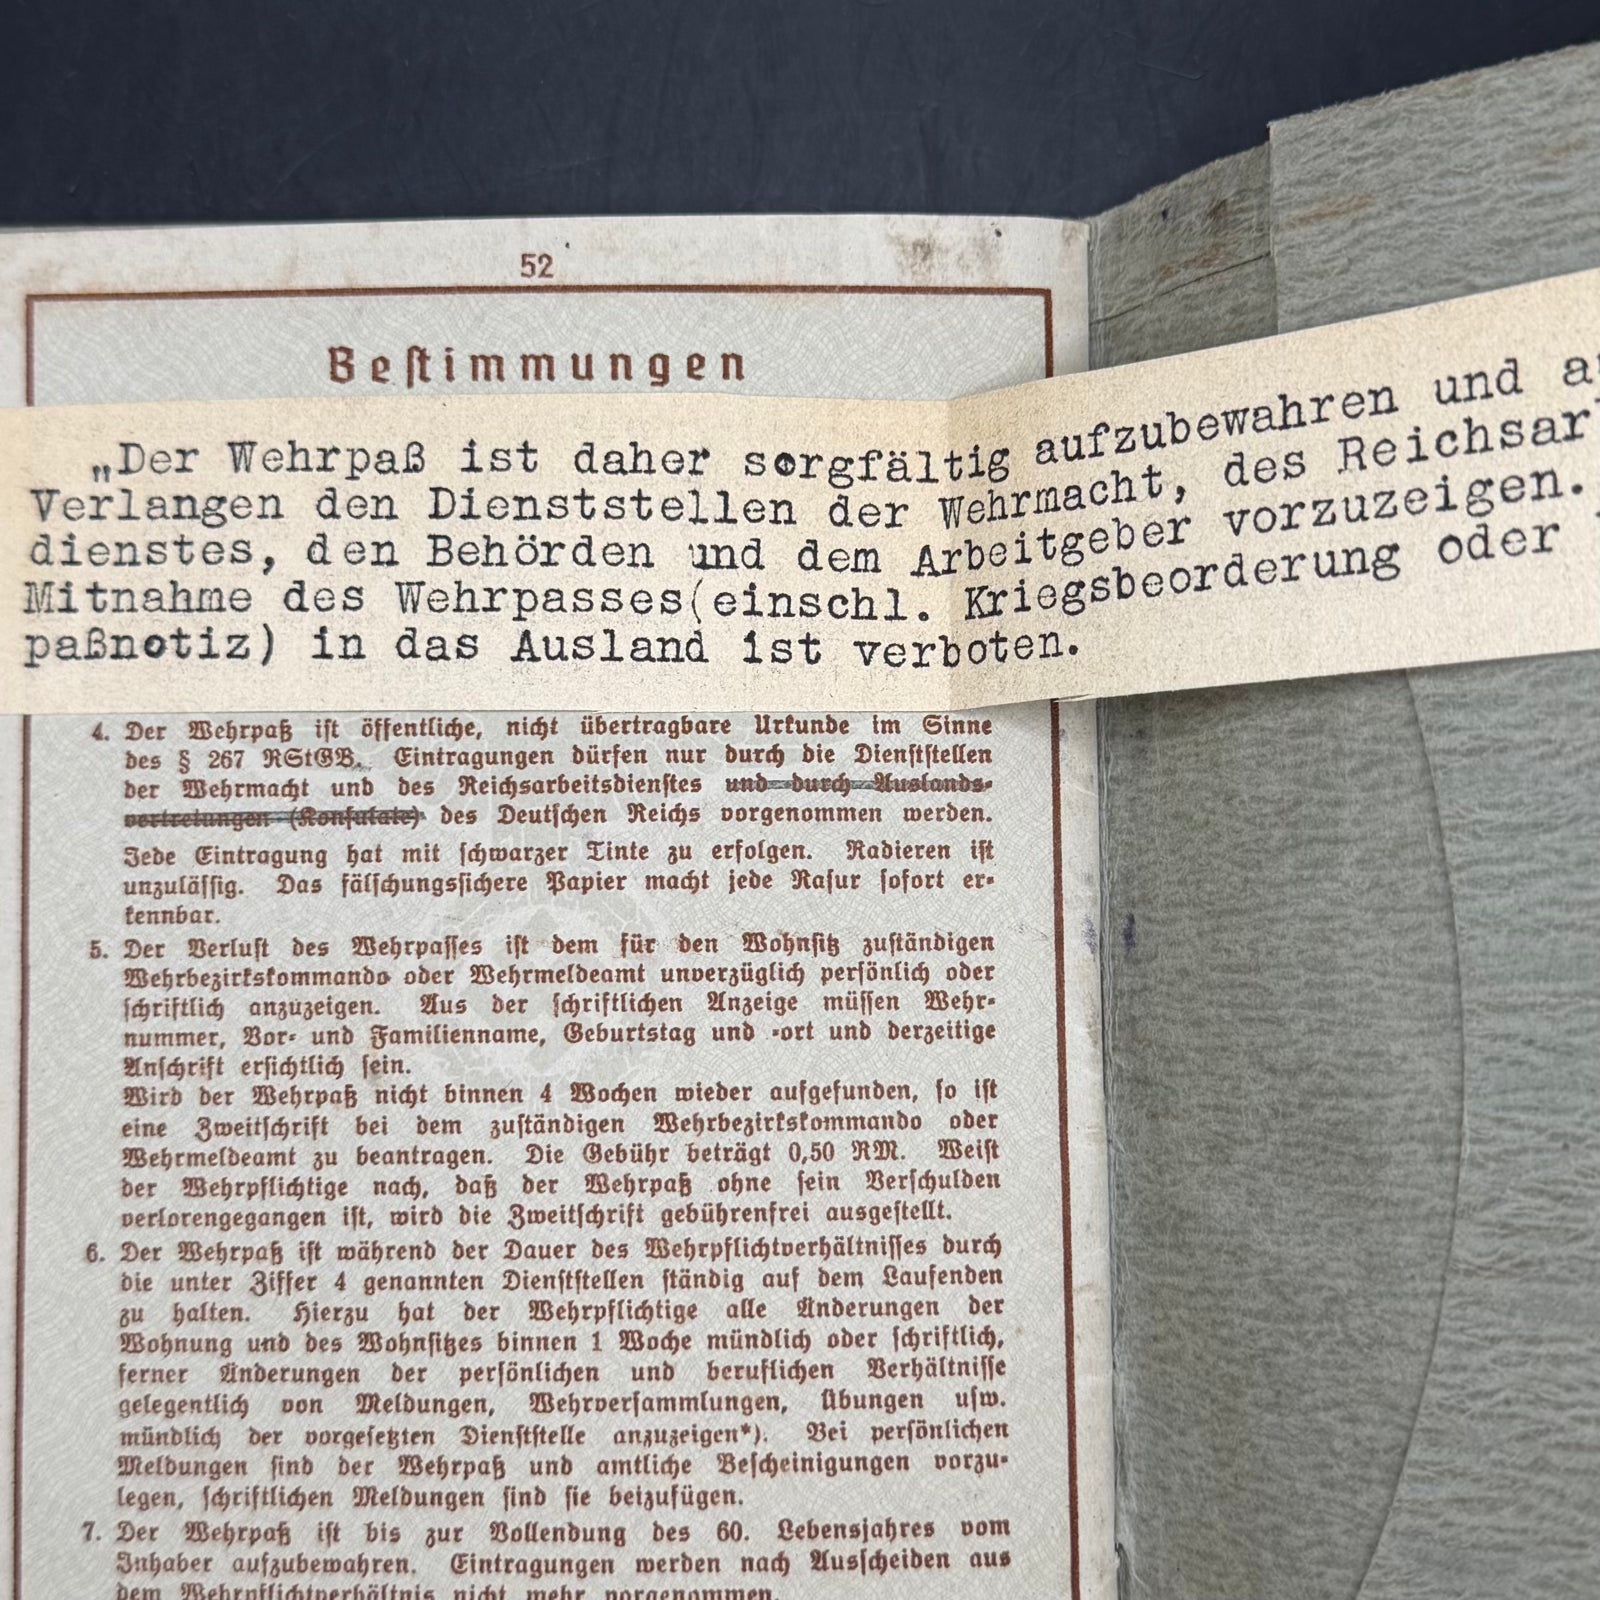 52
Bestimmungen
„Der Wehrpaß ist daher sorgfältig aufzubewahren und
Verlangen den Dienststellen der Wehrmacht, des Reichsar
dienstes, den Behörden und dem Arbeitgeber vorzuzeigen.
Mitnahme des Wehrpasses(einschl. Kriegsbeorderung oder
paßnotiz) in das Ausland ist verboten.
4. Der Wehrpaß ist öffentliche, nicht übertragbare Urkunde im Sinne
des § 267 RStGB. Eintragungen dürfen nur durch die Dienststellen
der Wehrmacht und des Reichsarbeitsdienstes und durch Auslands-
vertretungen (Konsulate) des Deutschen Reichs vorgenommen werden.
Jede Eintragung hat mit schwarzer Tinte zu erfolgen. Radieren ist
unzulässig. Das fälschungssichere Papier macht jede Rasur sofort er-
kennbar.
5. Der Verlust des Wehrpasses ist dem für den Wohnsitz zuständigen
Wehrbezirkskommando oder Wehrmeldeamt unverzüglich persönlich oder
schriftlich anzuzeigen. Aus der schriftlichen Anzeige müssen Wehr-
nummer, Vor- und Familienname, Geburtstag und -ort und derzeitige
Anschrift ersichtlich sein.
Wird der Wehrpaß nicht binnen 4 Wochen wieder aufgefunden, so ist
eine Zweitschrift bei dem zuständigen Wehrbezirkskommando oder
Wehrmeldeamt zu beantragen. Die Gebühr beträgt 0,50 RM. Weist
der Wehrpflichtige nach, daß der Wehrpaß ohne sein Verschulden
verlorengegangen ist, wird die Zweitschrift gebührenfrei ausgestellt.
6. Der Wehrpaß ist während der Dauer des Wehrpflichtverhältnisses durch
die unter Ziffer 4 genannten Dienststellen ständig auf dem Laufenden
zu halten. Hierzu hat der Wehrpflichtige alle Änderungen der
Wohnung und des Wohnsitzes binnen 1 Woche mündlich oder schriftlich,
ferner Änderungen der persönlichen und beruflichen Verhältnisse
gelegentlich von Meldungen, Wehrversammlungen, Übungen usw.
mündlich der vorgesetzten Dienststelle anzuzeigen*). Bei persönlichen
Meldungen sind der Wehrpaß und amtliche Bescheinigungen vorzu-
legen, schriftlichen Meldungen sind sie beizufügen.
7. Der Wehrpaß ist bis zur Vollendung des 60. Lebensjahres vom
Inhaber aufzubewahren. Eintragungen werden nach Ausscheiden aus
dem Wehrpflichtverhältnis nicht mehr vorgenommen.